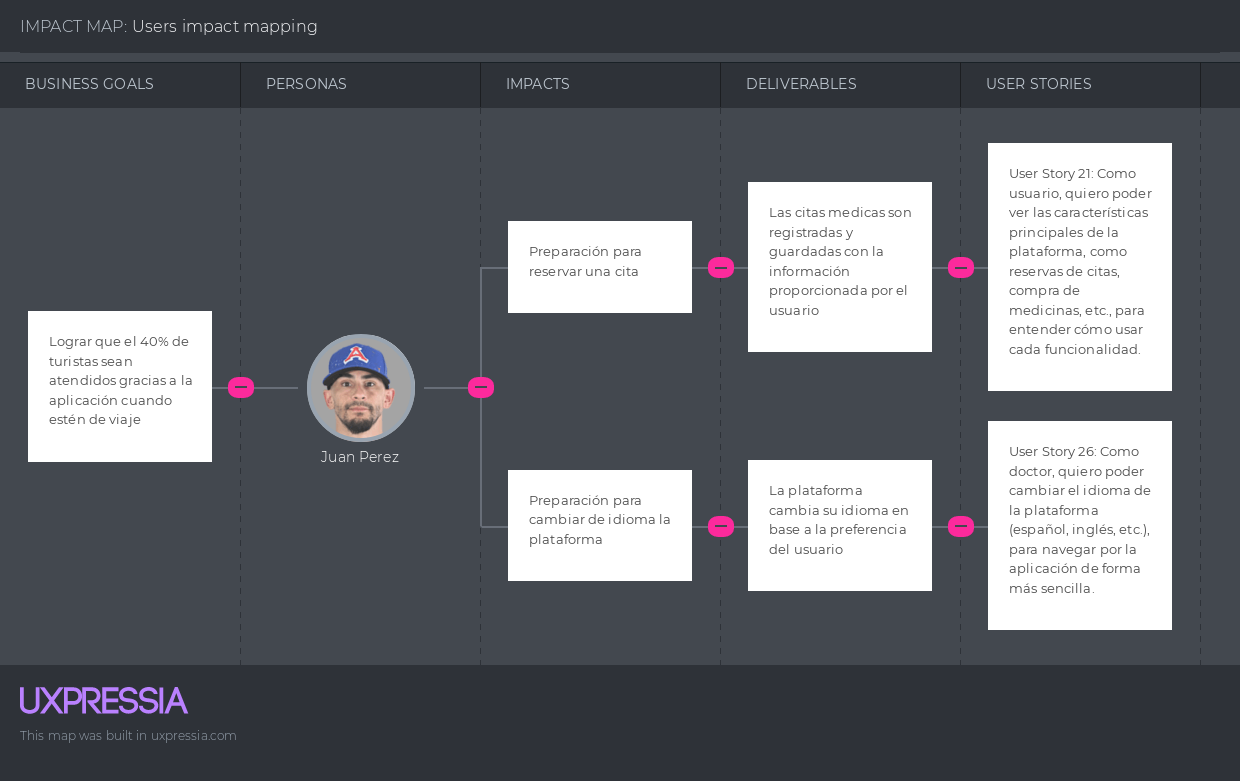 IMPACT MAP: Users impact mapping
BUSINESS GOALS
PERSONAS
IMPACTS
DELIVERABLES
USER STORIES
Lograr que el 40% de
turistas sean
atendidos gracias a la
aplicación cuando
estén de viaje
A
Juan Perez
Preparación para
reservar una cita
Las citas medicas son
registradas y
guardadas con la
información
proporcionada por el
usuario
User Story 21: Como
usuario, quiero poder
ver las características
principales de la
plataforma, como
reservas de citas,
compra de
medicinas, etc., para
entender cómo usar
cada funcionalidad.
Preparación para
cambiar de idioma la
plataforma
La plataforma
cambia su idioma en
base a la preferencia
del usuario
User Story 26: Como
doctor, quiero poder
cambiar el idioma de
la plataforma
(español, inglés, etc.),
para navegar por la
aplicación de forma
más sencilla.
UXPRESSIA
This map was built in uxpressia.com